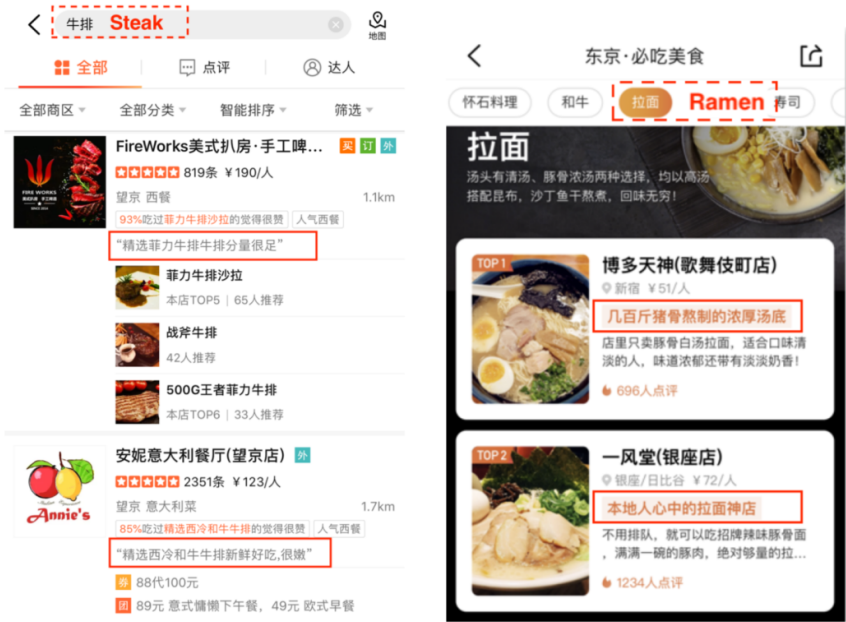 牛排 Steak
地图
全部
点评
达人
全部商区
全部分类
智能排序
筛选
FIRE WORKS
FireWorks美式扒房·手工啤...
买 订 外
819条 ¥190/人
望京 西餐
1.1km
93%吃过菲力牛排沙拉的觉得很赞
人气西餐
“精选菲力牛排牛排分量很足”
菲力牛排沙拉
本店TOP5 | 65人推荐
战斧牛排
42人推荐
500G王者菲力牛排
本店TOP6 | 33人推荐
Annie's
安妮意大利餐厅(望京店) 外
2351条 ¥123/人
望京 意大利菜
1.7km
85%吃过精选西冷和牛牛排的觉得很赞
人气西餐
“精选西冷和牛牛排新鲜好吃,很嫩”
券 88代100元
团 89元 意式慵懒下午餐，49元 欧式早餐
东京·必吃美食
怀石料理
和牛
拉面
Ramen
寿司
拉面
汤头有清汤、豚骨浓汤两种选择，均以高汤
搭配昆布，沙丁鱼干熬煮，回味无穷！
TOP 1
博多天神(歌舞伎町店)
新宿 ¥51/人
几百斤猪骨熬制的浓厚汤底
店里只卖豚骨白汤拉面，适合口味清
淡的人，味道浓郁还带有淡淡奶香！
696人点评
TOP 2
一风堂(银座店)
银座/日比谷 ¥72/人
本地人心中的拉面神店
不用排队，就可以吃招牌辣味豚骨面
，满满一碗的豚肉，绝对够量的拉...
1234人点评